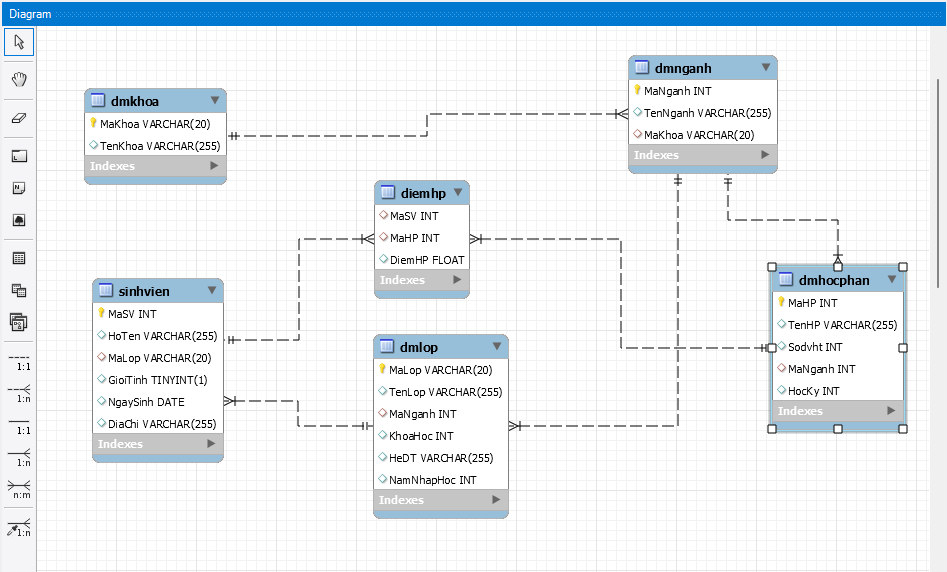 Diagram
dmkhoa
MaKhoa VARCHAR(20)
TenKhoa VARCHAR(255)
Indexes
dmnganh
MaNganh INT
TenNganh VARCHAR(255)
MaKhoa VARCHAR(20)
Indexes
diemhp
MaSV INT
MaHP INT
DiemHP FLOAT
Indexes
sinhvien
MaSV INT
HoTen VARCHAR(255)
MaLop VARCHAR(20)
GioiTinh TINYINT(1)
NgaySinh DATE
DiaChi VARCHAR(255)
Indexes
dmlop
MaLop VARCHAR(20)
TenLop VARCHAR(255)
MaNganh INT
KhoaHoc INT
HeDT VARCHAR(255)
NamNhapHoc INT
Indexes
dmhocphan
MaHP INT
TenHP VARCHAR(255)
Sodvht INT
MaNganh INT
HocKy INT
Indexes
1:1
1:n
1:1
1:n
n:m
1:n